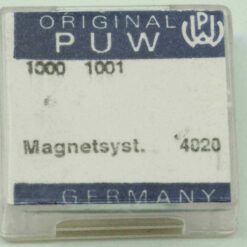 ORIGINAL
PUW
1000 1001
Magnetsyst. 4020
GERMANY